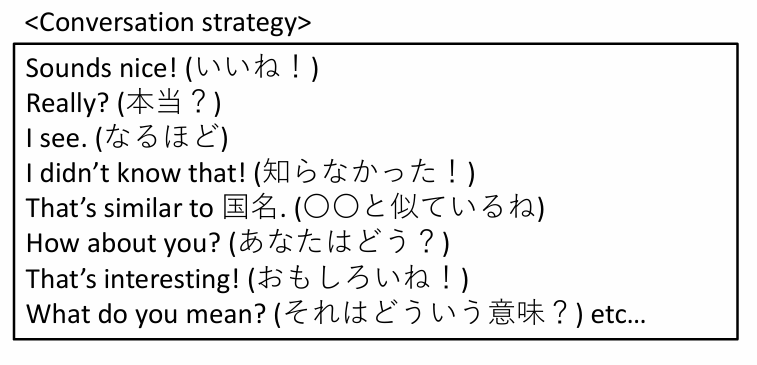 <Conversation strategy>
Sounds nice! (いいね！)
Really? (本当？)
I see. (なるほど)
I didn’t know that! (知らなかった！)
That’s similar to 国名. (〇〇と似ているね)
How about you? (あなたはどう？)
That’s interesting! (おもしろいね！)
What do you mean? (それはどういう意味？) etc…